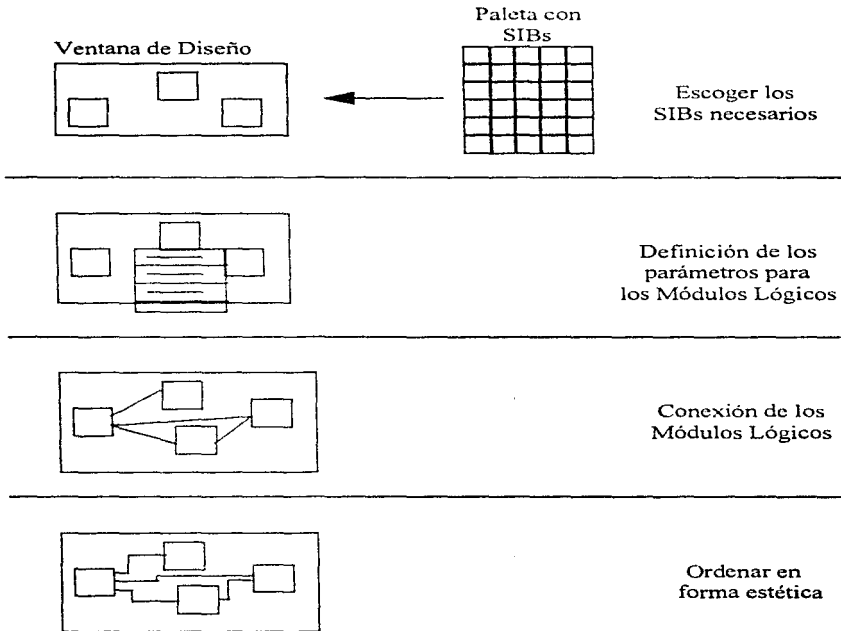 Paleta con
SIBs
Ventana de Diseño
Escoger los
SIBs necesarios
Definición de los
parámetros para
los Módulos Lógicos
Conexión de los
Módulos Lógicos
Ordenar en
forma estética